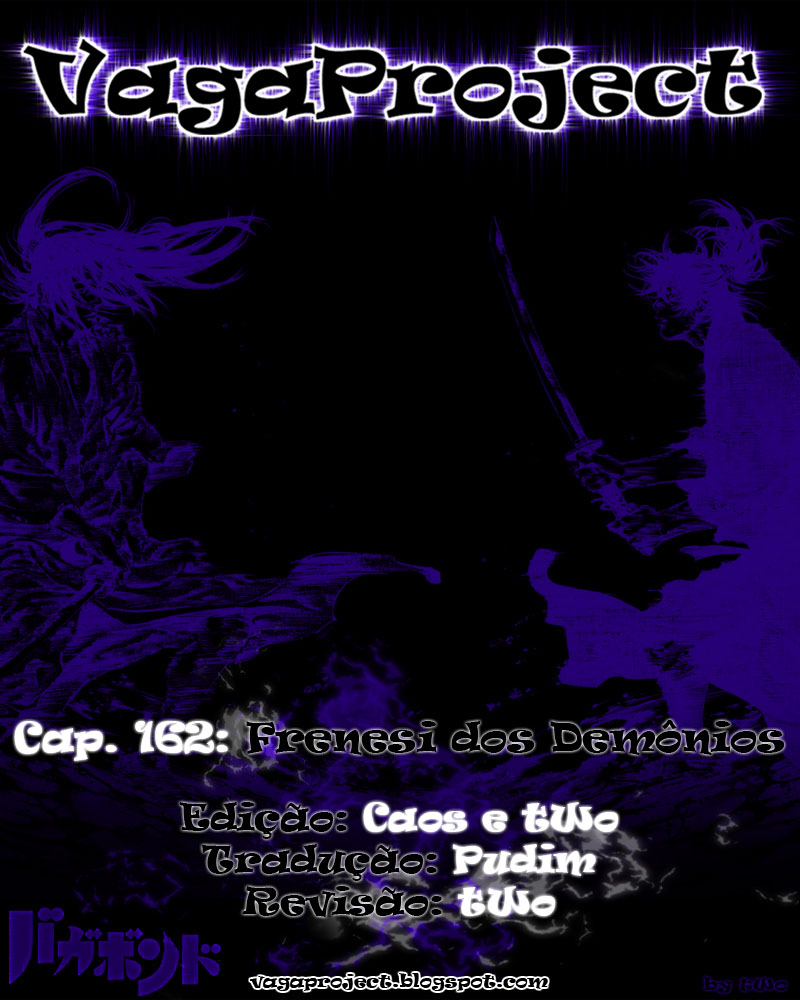 VagaProject
Cap. 162: Frenesi dos Demônios
Edição: Caos e tWo
Tradução: Pudim
Revisão: tWo
バガボンド
vagaproject.blogspot.com
by tWo